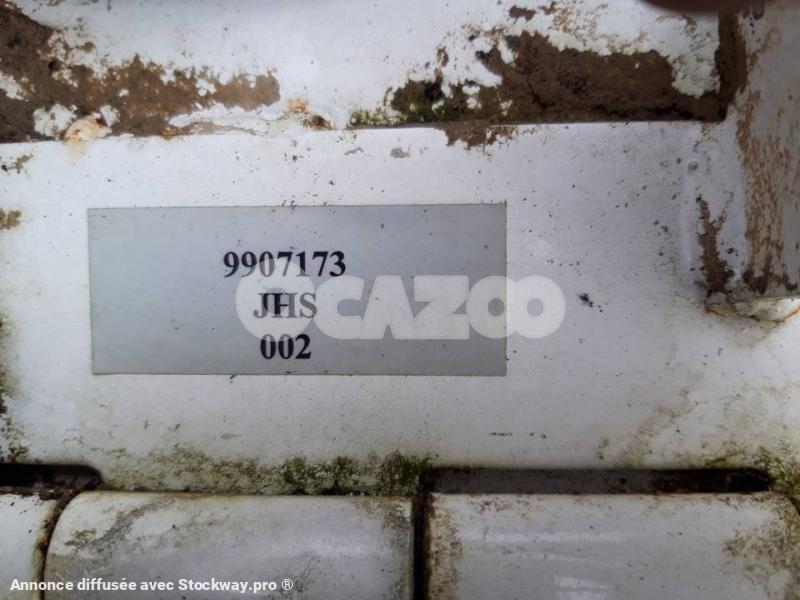 9907173
JHS
002
OCAZOO
Annonce diffusée avec Stockway.pro ®